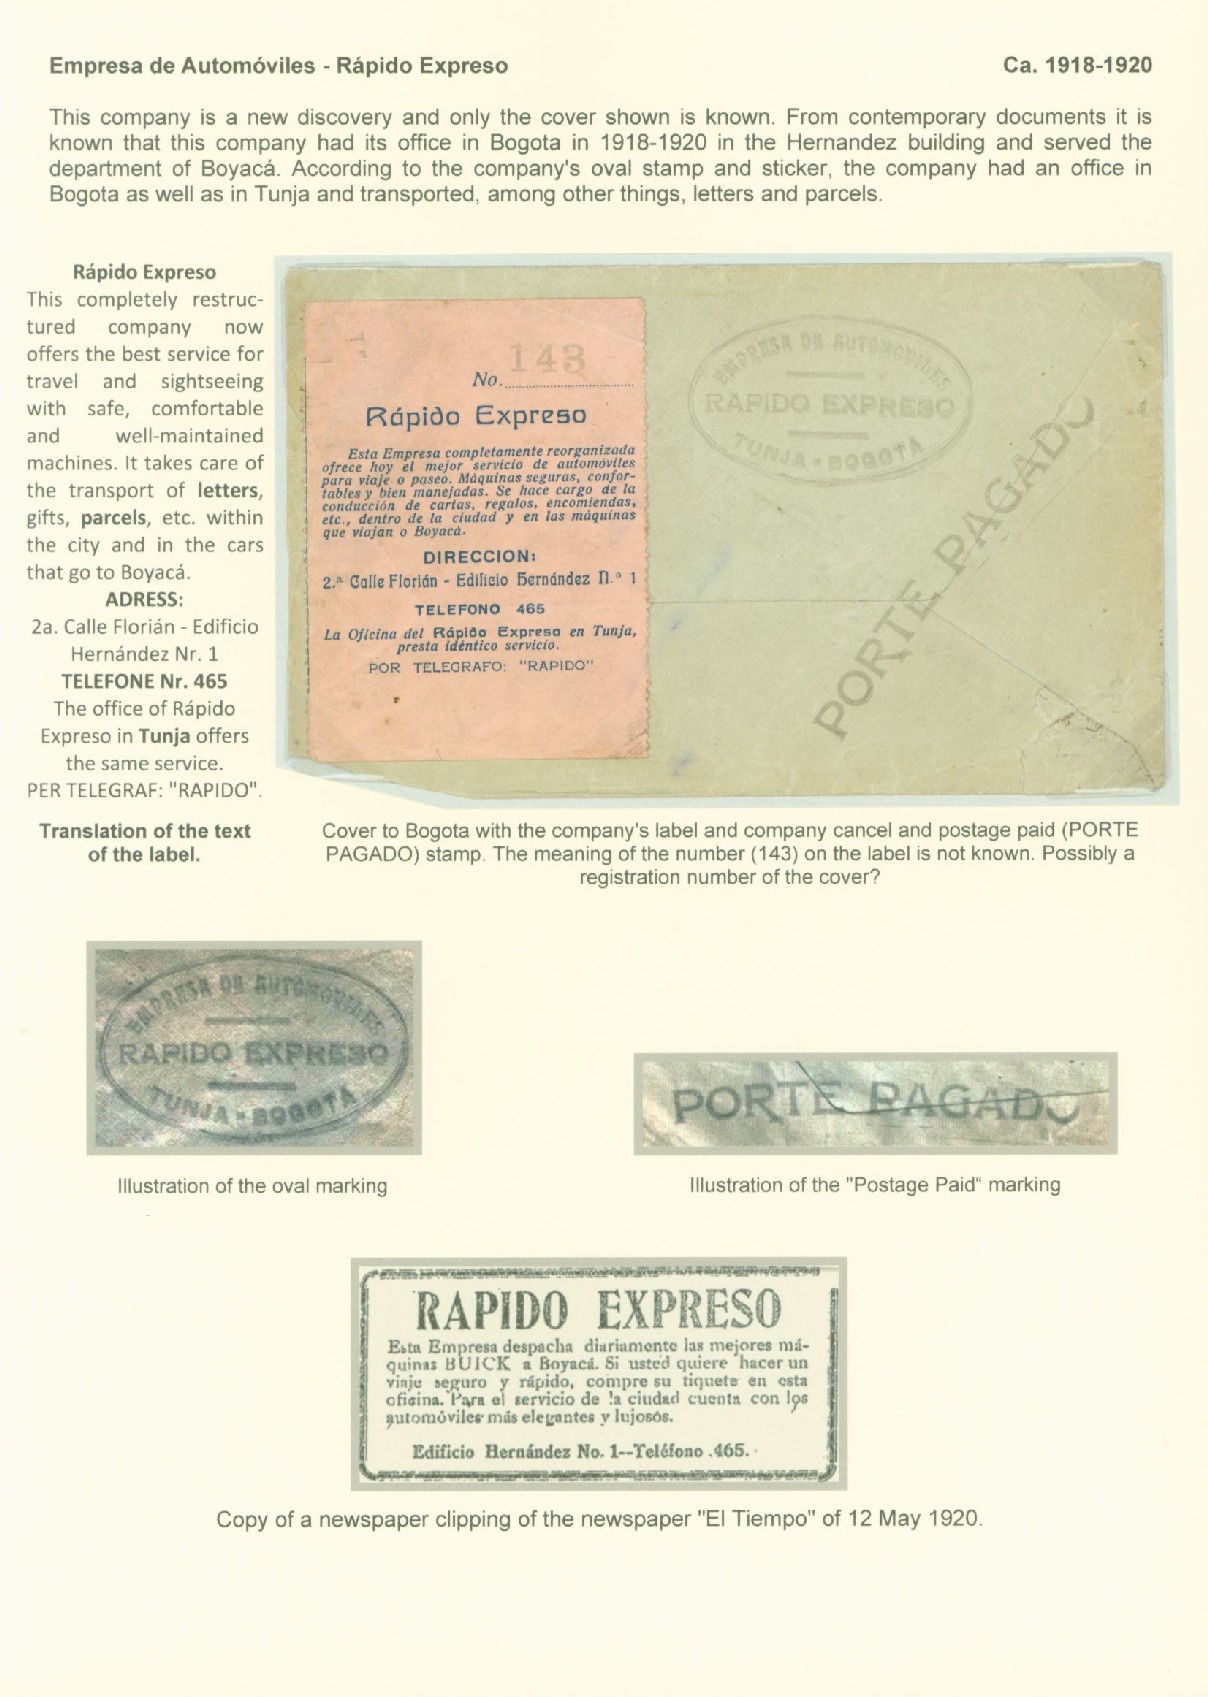 Empresa de Automóviles - Rápido Expreso
Ca. 1918-1920
This company is a new discovery and only the cover shown is known. From contemporary documents it is
known that this company had its office in Bogota in 1918-1920 in the Hernandez building and served the
department of Boyacá. According to the company's oval stamp and sticker, the company had an office in
Bogota as well as in Tunja and transported, among other things, letters and parcels.
Rápido Expreso
This completely restruc-
tured company now
offers the best service for
travel and sightseeing
with safe, comfortable
and well-maintained
machines. It takes care of
the transport of letters,
gifts, parcels, etc. within
the city and in the cars
that go to Boyacá.
ADRESS:
2a. Calle Florián - Edificio
Hernández Nr. 1
TELEFONE Nr. 465
The office of Rápido
Expreso in Tunja offers
the same service.
PER TELEGRAF: "RAPIDO".
Translation of the text
of the label.
143
No.
Rápido Expreso
Esta Empresa completamente reorganizada
ofrece hoy el mejor servicio de automóviles
para viaje o paseo. Máquinas seguras, confor-
tables y bien manejadas. Se hace cargo de la
conducción de cartas, regalos, encomiendas,
etc., dentro de la ciudad y en las máquinas
que viajan o Boyacá.
DIRECCION:
2.ª Calle Florián - Edificio Hernández N.º 1
TELEFONO 465
La Oficina del Rápido Expreso en Tunja,
presta idéntico servicio.
POR TELEGRAFO: "RAPIDO"
EMPRESA DE AUTOMOVILES
RAPIDO EXPRESO
TUNJA - BOGOTA
PORTE PAGADO
Cover to Bogota with the company's label and company cancel and postage paid (PORTE
PAGADO) stamp. The meaning of the number (143) on the label is not known. Possibly a
registration number of the cover?
EMPRESA DE AUTOMOVILES
RAPIDO EXPRESO
TUNJA - BOGOTA
Illustration of the oval marking
PORTE PAGADO
Illustration of the "Postage Paid“ marking
RAPIDO EXPRESO
Esta Empresa despacha diariamente las mejores má-
quinas BUICK a Boyacá. Si usted quiere hacer un
viaje seguro y rápido, compre su tiquete en esta
oficina. Para el servicio de la ciudad cuenta con los
automóviles más elegantes y lujosos.
Edificio Hernández No. 1--Teléfono .465.
Copy of a newspaper clipping of the newspaper "El Tiempo" of 12 May 1920.